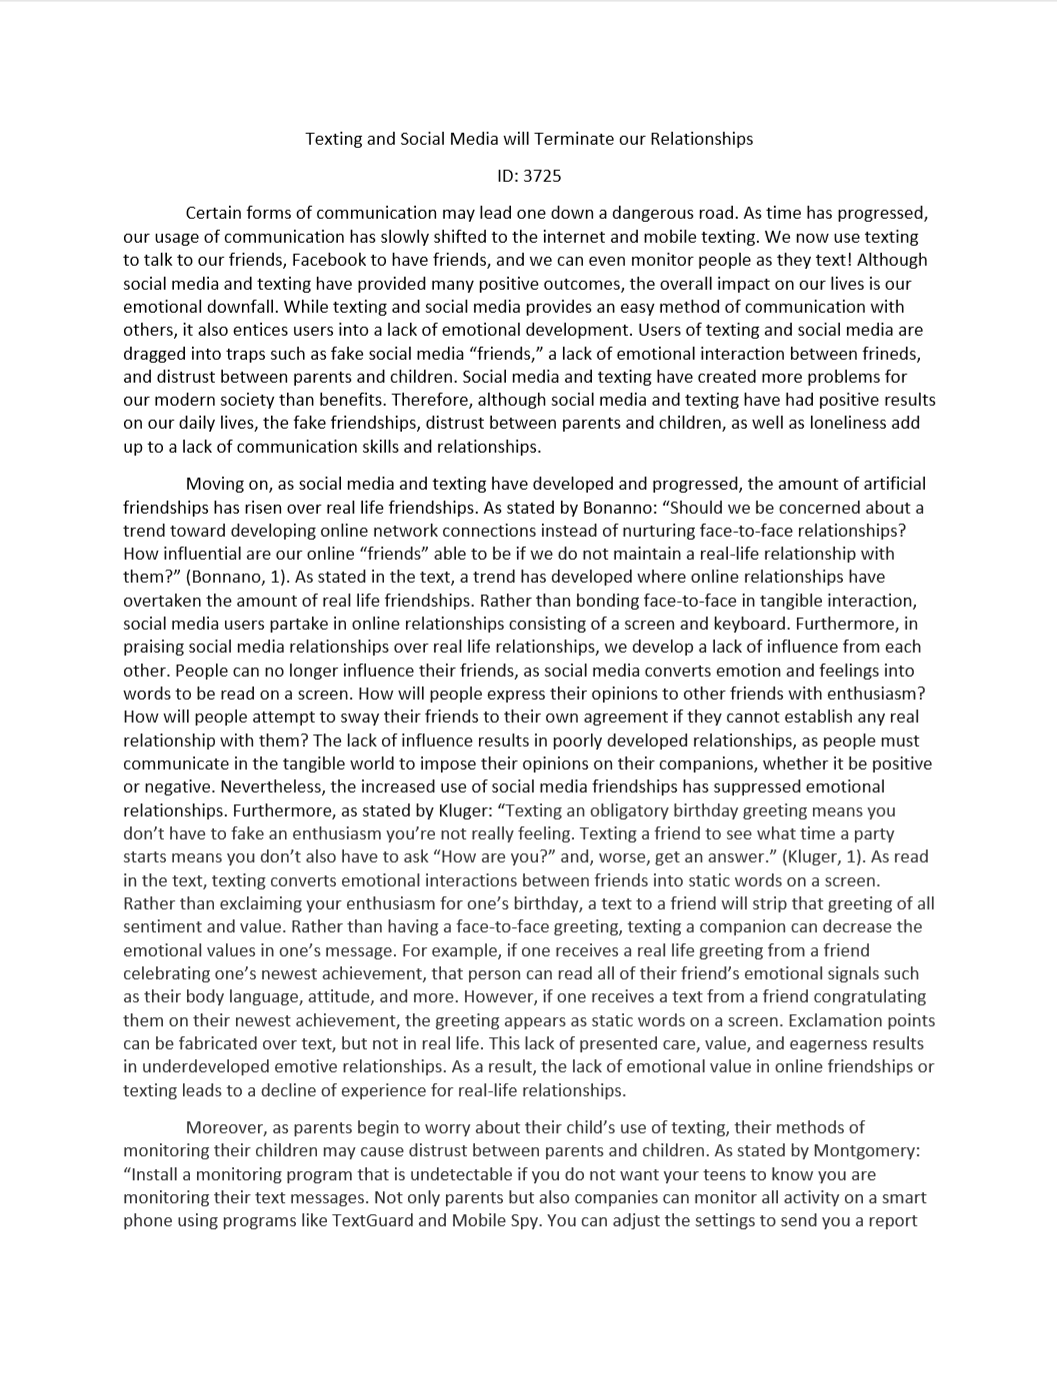 Texting and Social Media will Terminate our Relationships
ID: 3725
Certain forms of communication may lead one down a dangerous road. As time has progressed,
our usage of communication has slowly shifted to the internet and mobile texting. We now use texting
to talk to our friends, Facebook to have friends, and we can even monitor people as they text! Although
social media and texting have provided many positive outcomes, the overall impact on our lives is our
emotional downfall. While texting and social media provides an easy method of communication with
others, it also entices users into a lack of emotional development. Users of texting and social media are
dragged into traps such as fake social media “friends,” a lack of emotional interaction between frineds,
and distrust between parents and children. Social media and texting have created more problems for
our modern society than benefits. Therefore, although social media and texting have had positive results
on our daily lives, the fake friendships, distrust between parents and children, as well as loneliness add
up to a lack of communication skills and relationships.
Moving on, as social media and texting have developed and progressed, the amount of artificial
friendships has risen over real life friendships. As stated by Bonanno: “Should we be concerned about a
trend toward developing online network connections instead of nurturing face-to-face relationships?
How influential are our online “friends” able to be if we do not maintain a real-life relationship with
them?” (Bonnano, 1). As stated in the text, a trend has developed where online relationships have
overtaken the amount of real life friendships. Rather than bonding face-to-face in tangible interaction,
social media users partake in online relationships consisting of a screen and keyboard. Furthermore, in
praising social media relationships over real life relationships, we develop a lack of influence from each
other. People can no longer influence their friends, as social media converts emotion and feelings into
words to be read on a screen. How will people express their opinions to other friends with enthusiasm?
How will people attempt to sway their friends to their own agreement if they cannot establish any real
relationship with them? The lack of influence results in poorly developed relationships, as people must
communicate in the tangible world to impose their opinions on their companions, whether it be positive
or negative. Nevertheless, the increased use of social media friendships has suppressed emotional
relationships. Furthermore, as stated by Kluger: “Texting an obligatory birthday greeting means you
don’t have to fake an enthusiasm you’re not really feeling. Texting a friend to see what time a party
starts means you don’t also have to ask “How are you?” and, worse, get an answer.” (Kluger, 1). As read
in the text, texting converts emotional interactions between friends into static words on a screen.
Rather than exclaiming your enthusiasm for one’s birthday, a text to a friend will strip that greeting of all
sentiment and value. Rather than having a face-to-face greeting, texting a companion can decrease the
emotional values in one’s message. For example, if one receives a real life greeting from a friend
celebrating one’s newest achievement, that person can read all of their friend’s emotional signals such
as their body language, attitude, and more. However, if one receives a text from a friend congratulating
them on their newest achievement, the greeting appears as static words on a screen. Exclamation points
can be fabricated over text, but not in real life. This lack of presented care, value, and eagerness results
in underdeveloped emotive relationships. As a result, the lack of emotional value in online friendships or
texting leads to a decline of experience for real-life relationships.
Moreover, as parents begin to worry about their child’s use of texting, their methods of
monitoring their children may cause distrust between parents and children. As stated by Montgomery:
“Install a monitoring program that is undetectable if you do not want your teens to know you are
monitoring their text messages. Not only parents but also companies can monitor all activity on a smart
phone using programs like TextGuard and Mobile Spy. You can adjust the settings to send you a report